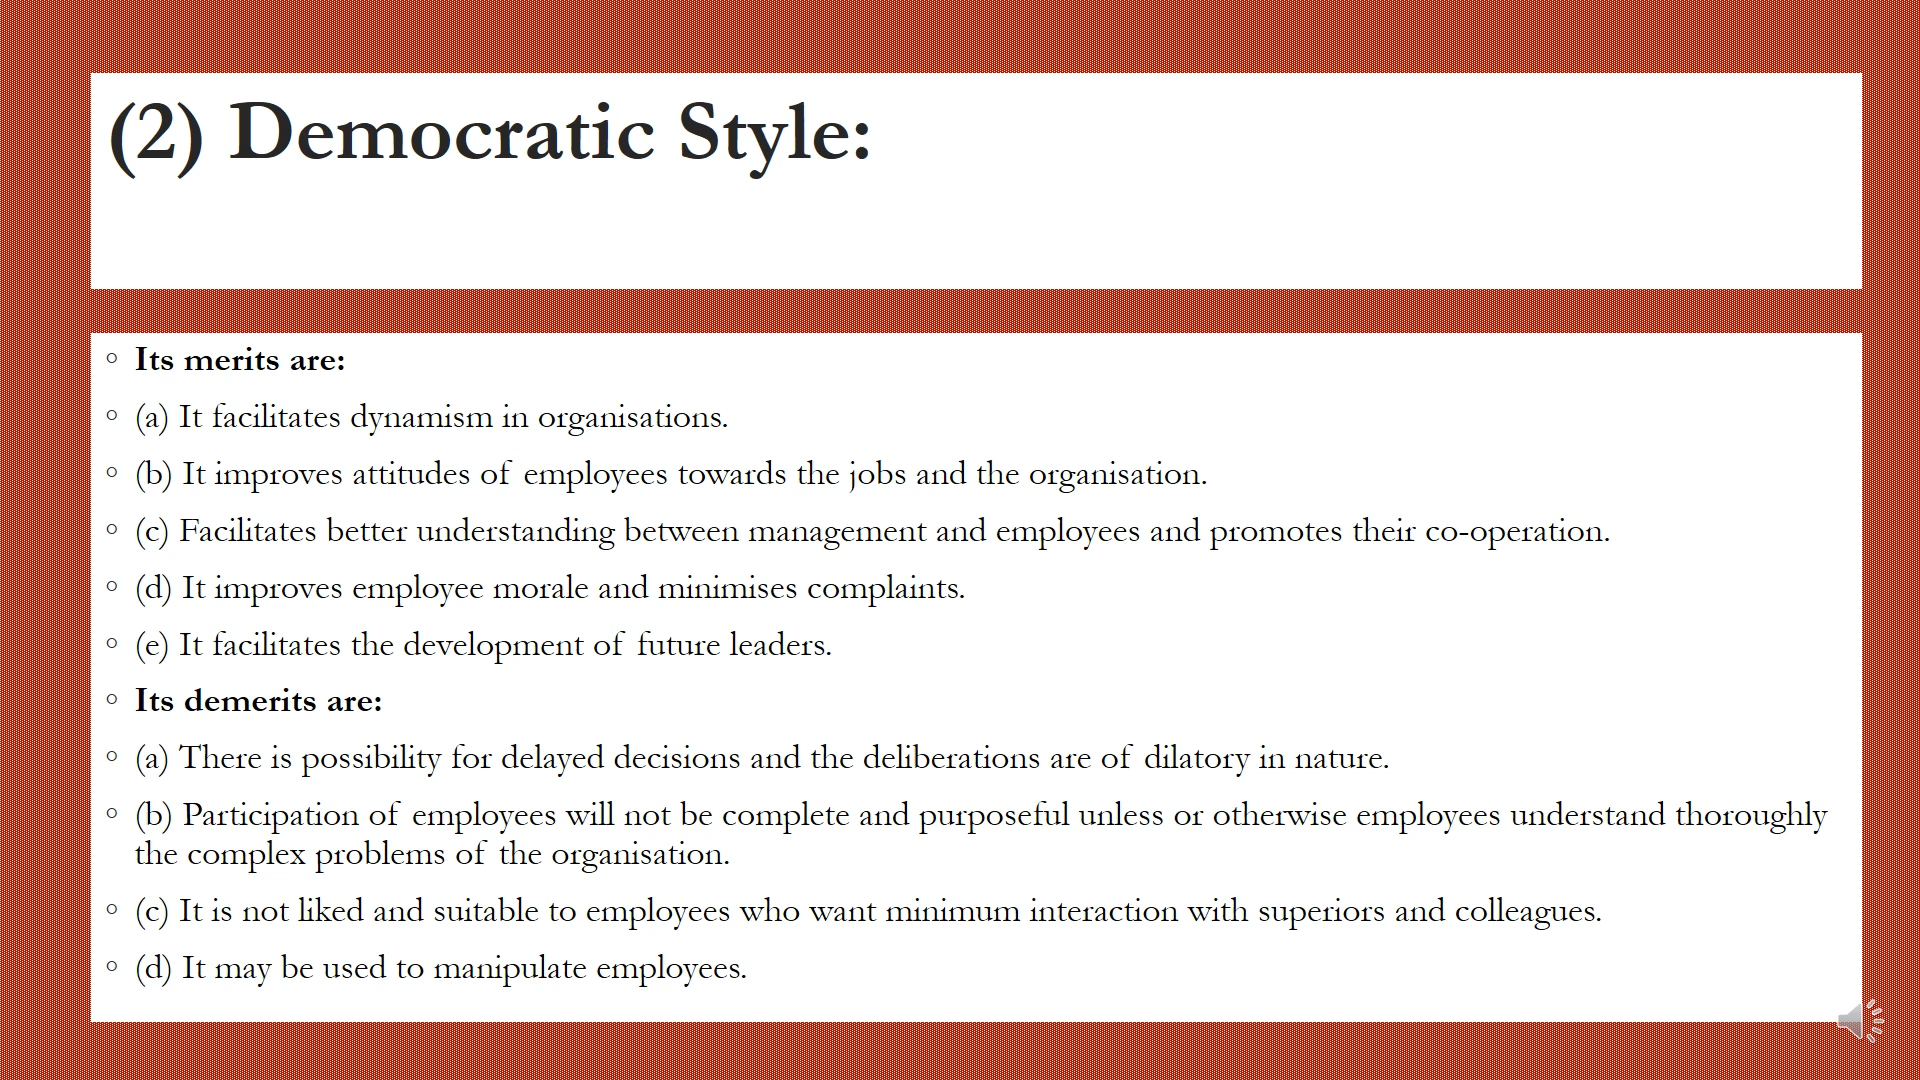 (2) Democratic Style:
◦ Its merits are:
◦ (a) It facilitates dynamism in organisations.
◦ (b) It improves attitudes of employees towards the jobs and the organisation.
◦ (c) Facilitates better understanding between management and employees and promotes their co-operation.
◦ (d) It improves employee morale and minimises complaints.
◦ (e) It facilitates the development of future leaders.
◦ Its demerits are:
◦ (a) There is possibility for delayed decisions and the deliberations are of dilatory in nature.
◦ (b) Participation of employees will not be complete and purposeful unless or otherwise employees understand thoroughly
the complex problems of the organisation.
◦ (c) It is not liked and suitable to employees who want minimum interaction with superiors and colleagues.
◦ (d) It may be used to manipulate employees.